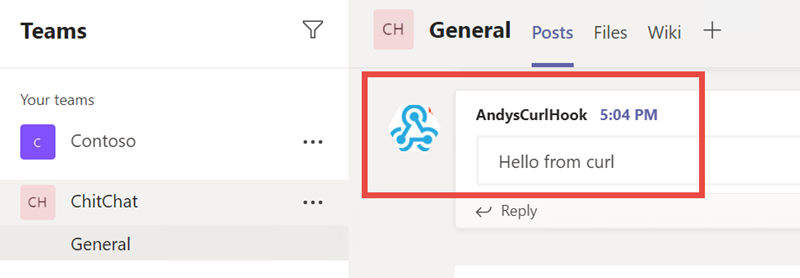 Teams
Your teams
C Contoso ...
CH ChitChat ...
General
CH General Posts Files Wiki +
AndysCurlHook 5:04 PM
Hello from curl
Reply